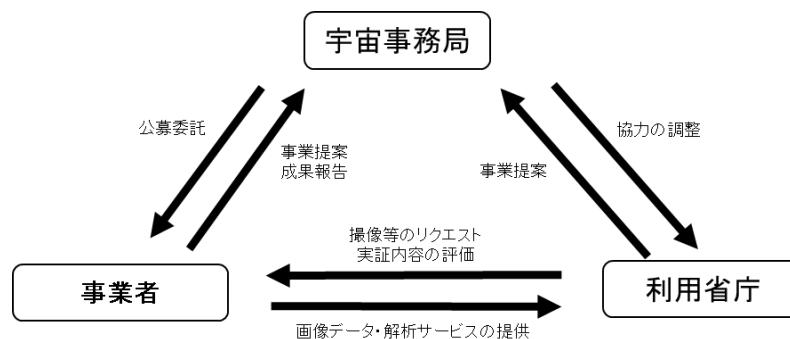 宇宙事務局
公募委託
事業提案
成果報告
事業提案
協力の調整
撮像等のリクエスト
実証内容の評価
事業者
利用省庁
画像データ・解析サービスの提供